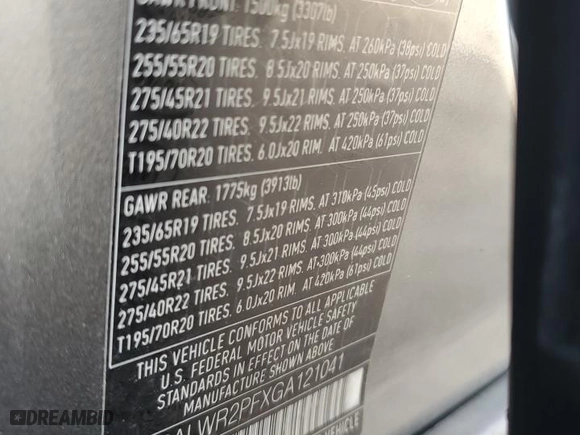 GAWR FRONT 1500kg (3307lb)
235/65R19 TIRES. 7.5Jx19 RIMS. AT 260kPa (38psi) COLD
255/55R20 TIRES. 8.5Jx20 RIMS. AT 250kPa (37psi) COLD
275/45R21 TIRES. 9.5Jx21 RIMS. AT 250kPa (37psi) COLD
275/40R22 TIRES. 9.5Jx22 RIMS. AT 250kPa (37psi) COLD
T195/70R20 TIRES. 6.0Jx20 RIM. AT 420kPa (61psi) COLD
GAWR REAR. 1775kg (3913lb)
235/65R19 TIRES. 7.5Jx19 RIMS. AT 310kPa (45psi) COLD
255/55R20 TIRES. 8.5Jx20 RIMS. AT 300kPa (44psi) COLD
275/45R21 TIRES. 9.5Jx21 RIMS. AT 300kPa (44psi) COLD
275/40R22 TIRES. 9.5Jx22 RIMS. AT 300kPa (44psi) COLD
T195/70R20 TIRES. 6.0Jx20 RIM. AT 420kPa (61psi) COLD
THIS VEHICLE CONFORMS TO ALL APPLICABLE
U.S. FEDERAL MOTOR VEHICLE SAFETY
STANDARDS IN EFFECT ON THE DATE OF
MANUFACTURE SHOWN ABOVE
ALWR2PFXGA121041
DREAMBID